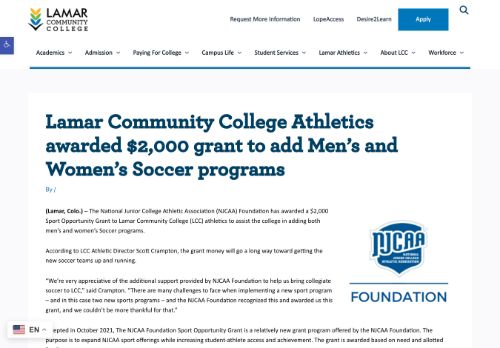 LAMAR
COMMUNITY
COLLEGE
Request More Information LopeAccess Desire2Learn Apply
Academics Admission Paying For College Campus Life Student Services Lamar Athletics About LCC Workforce
Lamar Community College Athletics
awarded $2,000 grant to add Men's and
Women's Soccer programs
By /
(Lamar, Colo.) – The National Junior College Athletic Association (NJCAA) Foundation has awarded a $2,000
Sport Opportunity Grant to Lamar Community College (LCC) athletics to assist the college in adding both
men's and women's Soccer programs.
According to LCC Athletic Director Scott Crampton, the grant money will go a long way toward getting the
new soccer teams up and running.
"We're very appreciative of the additional support provided by NJCAA Foundation to help us bring collegiate
soccer to LCC," said Crampton. "There are many challenges to face when implementing a new sport program
– and in this case two new sports programs – and the NJCAA Foundation recognized this and awarded us this
grant, and we couldn't be more thankful for that."
NJCAA
NATIONAL
JUNIOR COLLEGE
ATHLETIC ASSOCIATION
FOUNDATION
EN
epted in October 2021, The NJCAA Foundation Sport Opportunity Grant is a relatively new grant program offered by the NJCAA Foundation. The
purpose is to expand NJCAA sport offerings while increasing student-athlete access and achievement. The grant is awarded based on need and allotted